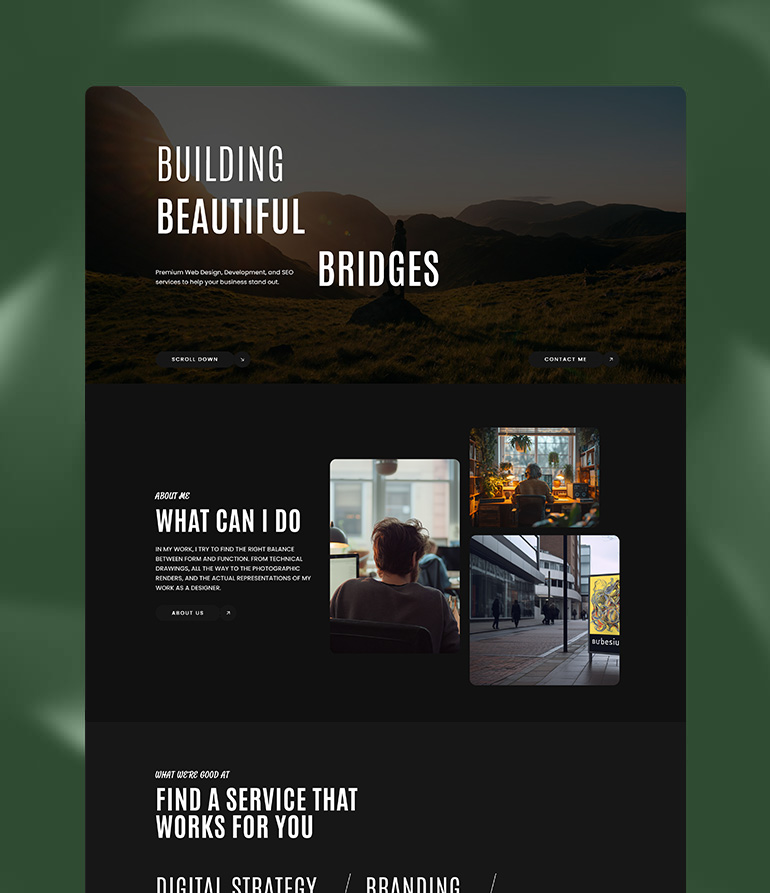 BUILDING
BEAUTIFUL
BRIDGES
Premium Web Design, Development, and SEO
services to help your business stand out.
SCROLL DOWN
CONTACT ME
ABOUT ME
WHAT CAN I DO
IN MY WORK, I TRY TO FIND THE RIGHT BALANCE
BETWEEN FORM AND FUNCTION. FROM TECHNICAL
DRAWINGS, ALL THE WAY TO THE PHOTOGRAPHIC
RENDERS, AND THE ACTUAL REPRESENTATIONS OF MY
WORK AS A DESIGNER.
ABOUT US
WHAT WE'RE GOOD AT
FIND A SERVICE THAT
WORKS FOR YOU
DIGITAL STRATEGY / BRANDING /